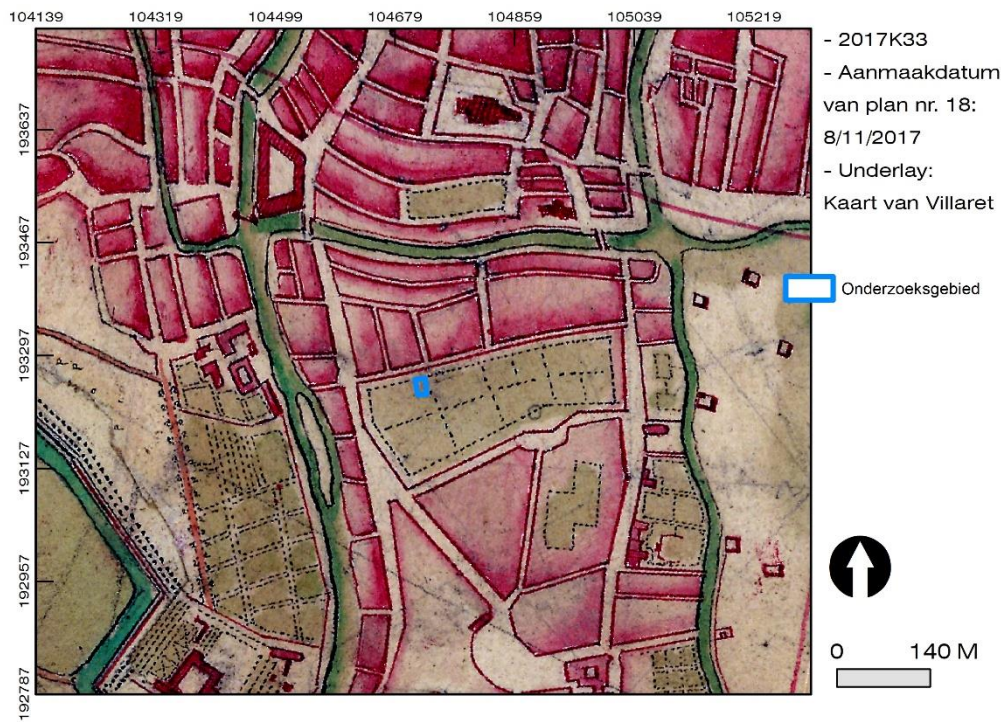 104139 104319 104499 104679 104859 105039 105219
193637
193467
193297
193127
192957
192787
- 2017K33
- Aanmaakdatum
van plan nr. 18:
8/11/2017
- Underlay:
Kaart van Villaret
Onderzoeksgebied
0 140 M